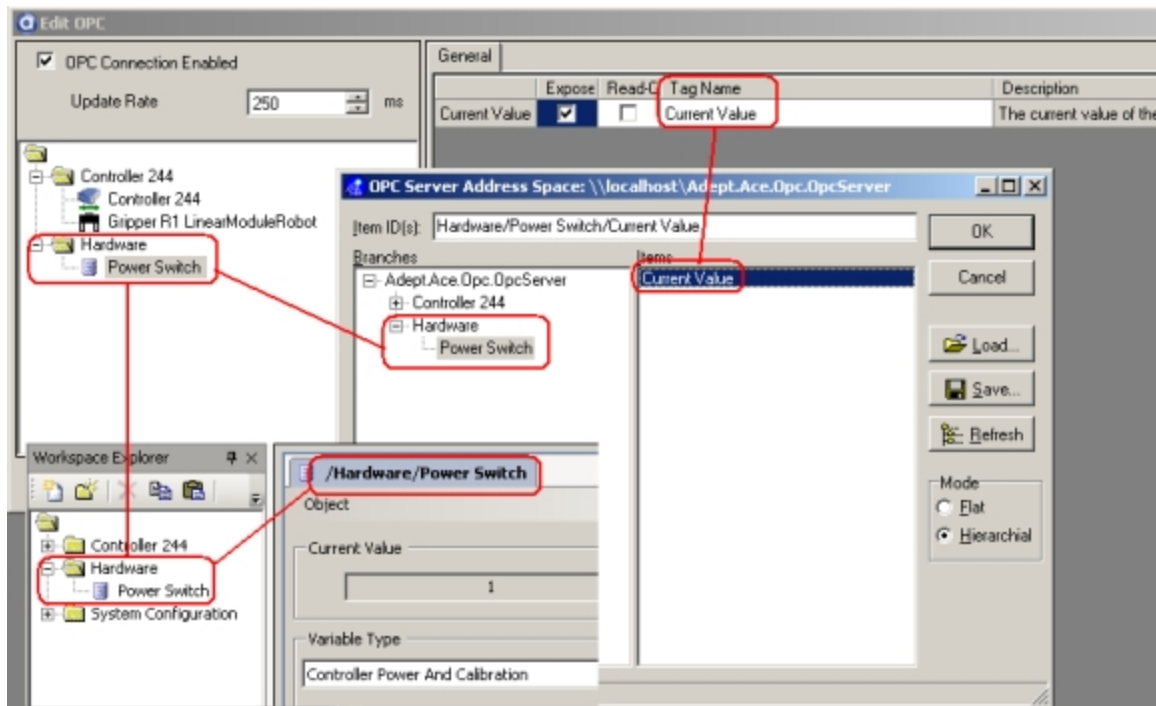 Edit OPC
OPC Connection Enabled
Update Rate 250 ms
Controller 244
Controller 244
Gripper R1 LinearModuleRobot
Hardware
Power Switch
General
Expose Read-C Tag Name Description
Current Value Current Value The current value of the
OPC Server Address Space: \\localhost\Adept.Ace.Opc.OpcServer
Item ID(s): Hardware/Power Switch/Current Value
Branches
Adept.Ace.Opc.OpcServer
Controller 244
Hardware
Power Switch
Items
Current Value
OK
Cancel
Load...
Save...
Refresh
Mode
Flat
Hierarchial
Workspace Explorer
Controller 244
Hardware
Power Switch
System Configuration
/Hardware/Power Switch
Object
Current Value
1
Variable Type
Controller Power And Calibration